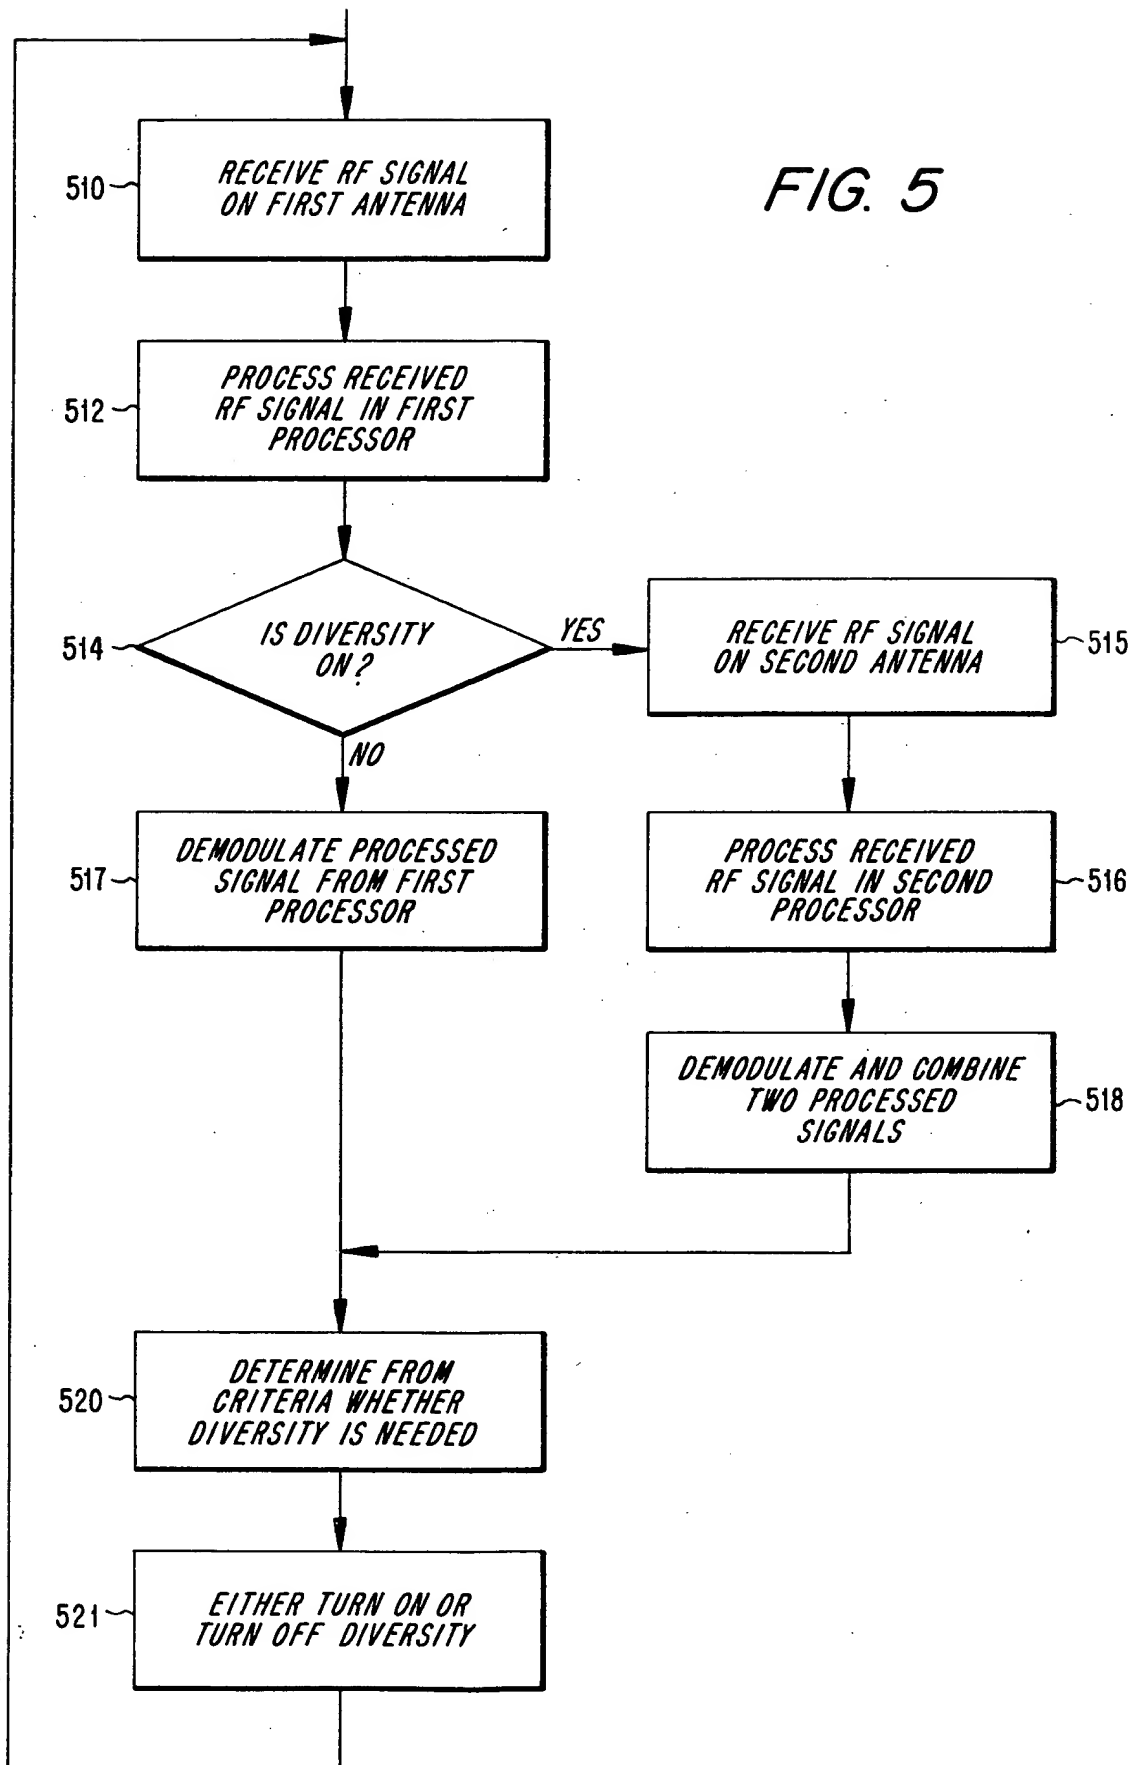 FIG. 5
510
RECEIVE RF SIGNAL
ON FIRST ANTENNA
512
PROCESS RECEIVED
RF SIGNAL IN FIRST
PROCESSOR
514
IS DIVERSITY
ON?
YES
NO
RECEIVE RF SIGNAL
ON SECOND ANTENNA
515
517
DEMODULATE PROCESSED
SIGNAL FROM FIRST
PROCESSOR
PROCESS RECEIVED
RF SIGNAL IN SECOND
PROCESSOR
516
DEMODULATE AND COMBINE
TWO PROCESSED
SIGNALS
518
520
DETERMINE FROM
CRITERIA WHETHER
DIVERSITY IS NEEDED
521
EITHER TURN ON OR
TURN OFF DIVERSITY